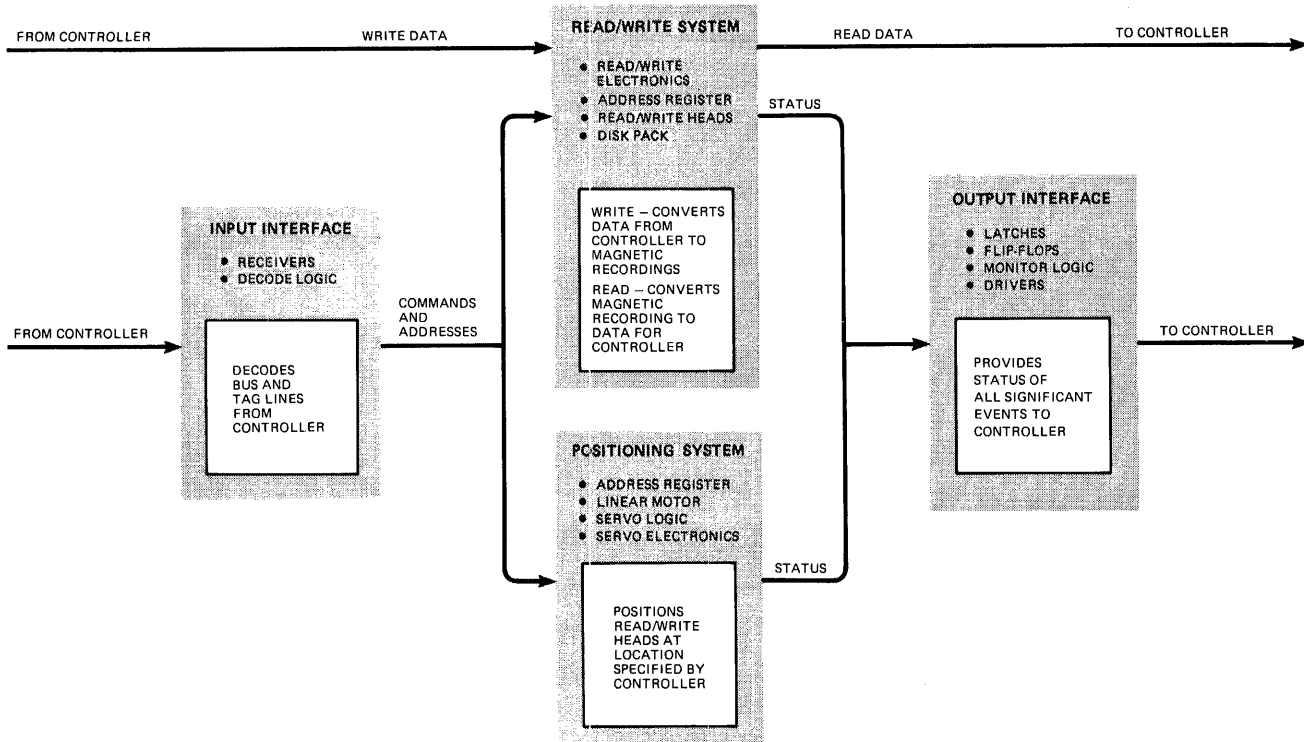 FROM CONTROLLER
WRITE DATA
READ/WRITE SYSTEM
READ DATA
TO CONTROLLER
• READ/WRITE
ELECTRONICS
• ADDRESS REGISTER
• READ/WRITE HEADS
• DISK PACK
STATUS
WRITE – CONVERTS
DATA FROM
CONTROLLER TO
MAGNETIC
RECORDINGS
READ – CONVERTS
MAGNETIC
RECORDING TO
DATA FOR
CONTROLLER
INPUT INTERFACE
• RECEIVERS
• DECODE LOGIC
FROM CONTROLLER
DECODES
BUS AND
TAG LINES
FROM
CONTROLLER
COMMANDS
AND
ADDRESSES
OUTPUT INTERFACE
• LATCHES
• FLIP-FLOPS
• MONITOR LOGIC
• DRIVERS
TO CONTROLLER
PROVIDES
STATUS OF
ALL SIGNIFICANT
EVENTS TO
CONTROLLER
POSITIONING SYSTEM
• ADDRESS REGISTER
• LINEAR MOTOR
• SERVO LOGIC
• SERVO ELECTRONICS
STATUS
POSITIONS
READ/WRITE
HEADS AT
LOCATION
SPECIFIED BY
CONTROLLER